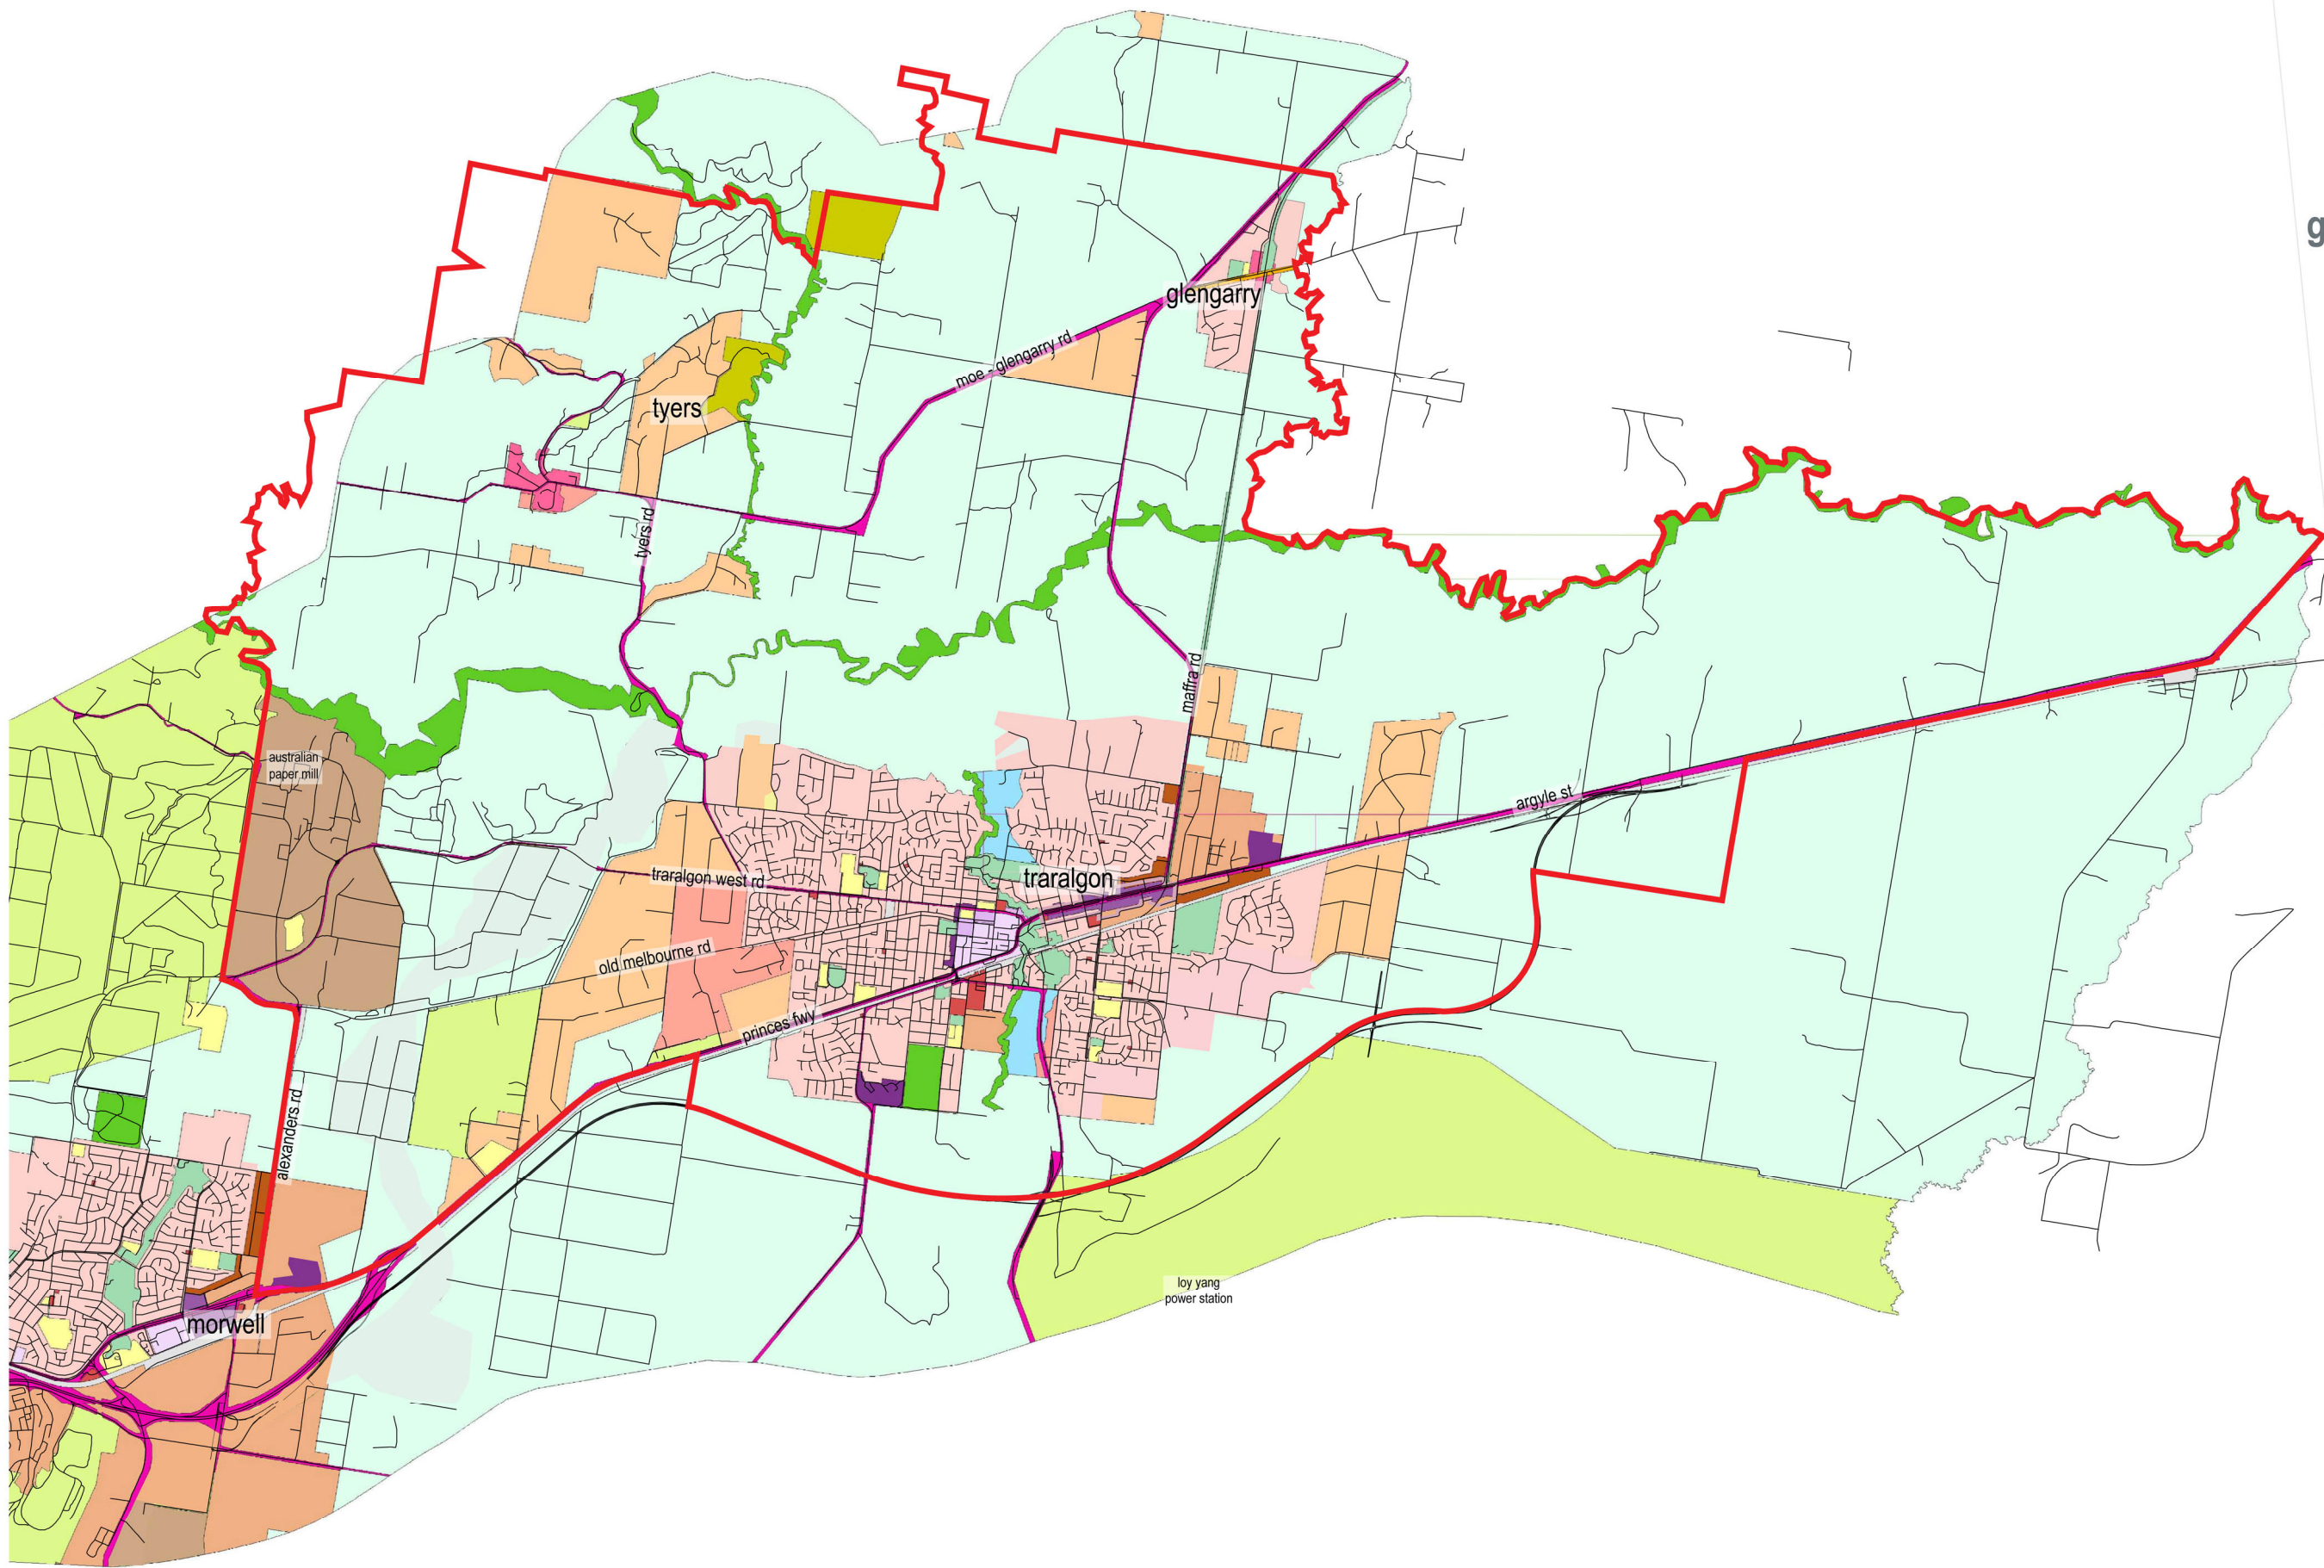 g
glengarry
moe - glengarry rd
tyers
tyers rd
maffra rd
australian
paper mill
argyle st
traralgon west rd
traralgon
old melbourne rd
princes fwy
alexanders rd
loy yang
power station
morwell